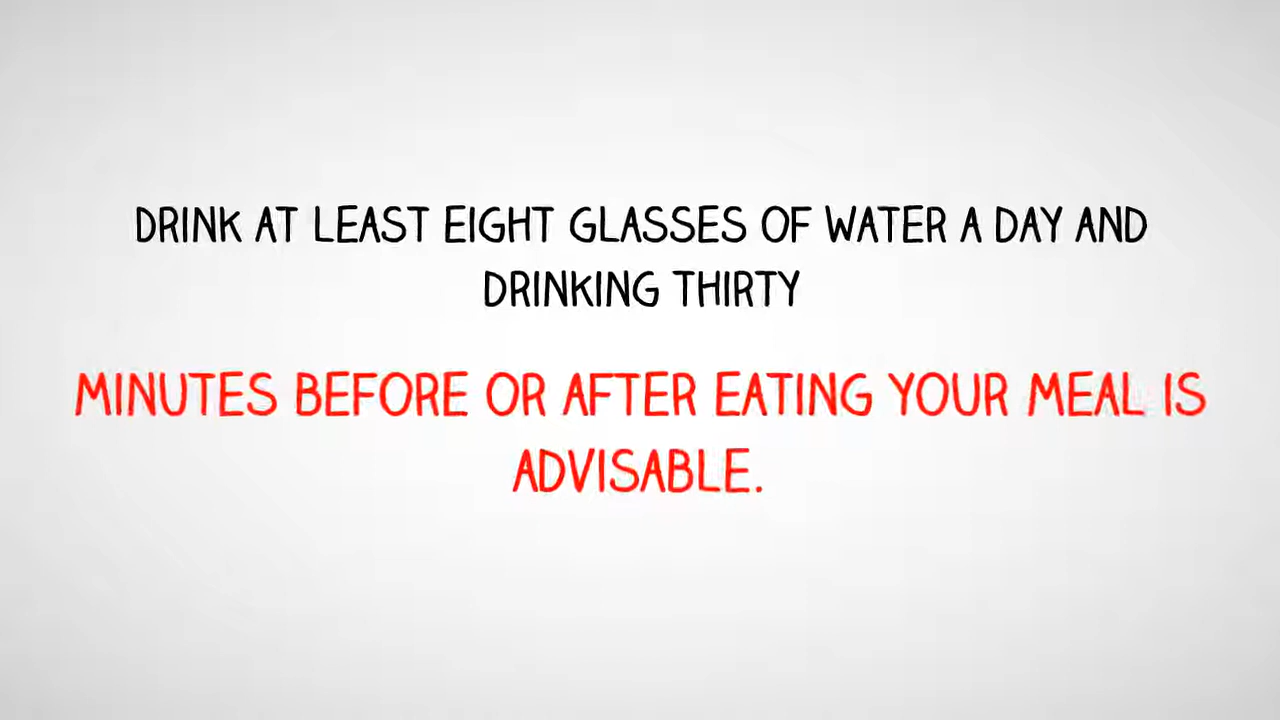 DRINK AT LEAST EIGHT GLASSES OF WATER A DAY AND
DRINKING THIRTY
MINUTES BEFORE OR AFTER EATING YOUR MEAL IS
ADVISABLE.